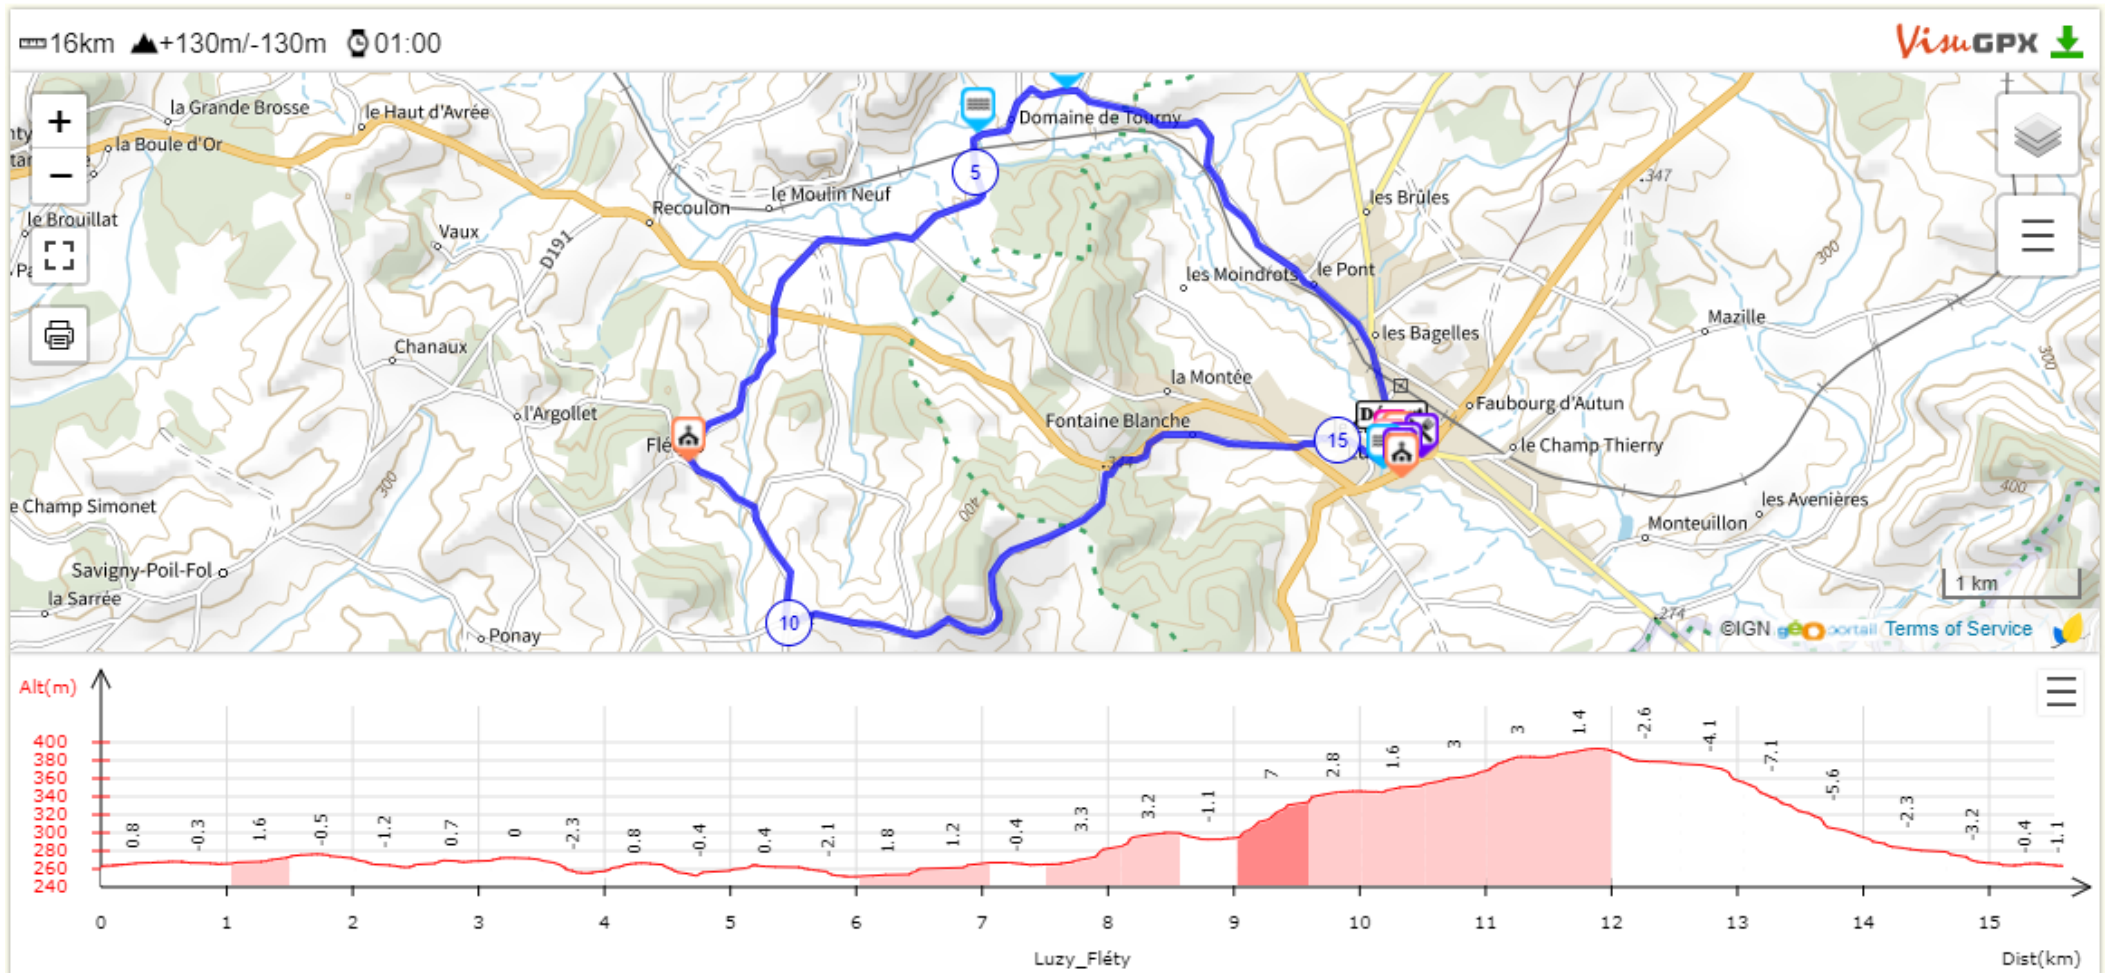 16km +130m/-130m 01:00
VisuGPX
+
−
la Grande Brosse
le Haut d'Avrée
la Boule d'Or
le Brouillat
Vaux
D191
Recoulon
le Moulin Neuf
Domaine de Tourny
5
les Brûles
347
300
les Moindrots
le Pont
les Bagelles
Mazille
300
Chanaux
l'Argollet
la Montée
Fontaine Blanche
15
Faubourg d'Autun
le Champ Thierry
300
400
400
les Avenières
Monteuillon
e Champ Simonet
Savigny-Poil-Fol
la Sarrée
Ponay
10
274
1 km
©IGN géoportail Terms of Service
Alt(m)
400
380
360
340
320
300
280
260
240
0.8 -0.3 1.6 -0.5 -1.2 0.7 0 -2.3 0.8 -0.4 0.4 -2.1 1.8 1.2 -0.4 3.3 3.2 -1.1 7 2.8 1.6 3 3 1.4 -2.6 -4.1 -7.1 -5.6 -2.3 -3.2 -0.4 -1.1
0 1 2 3 4 5 6 7 8 9 10 11 12 13 14 15
Luzy_Fléty Dist(km)